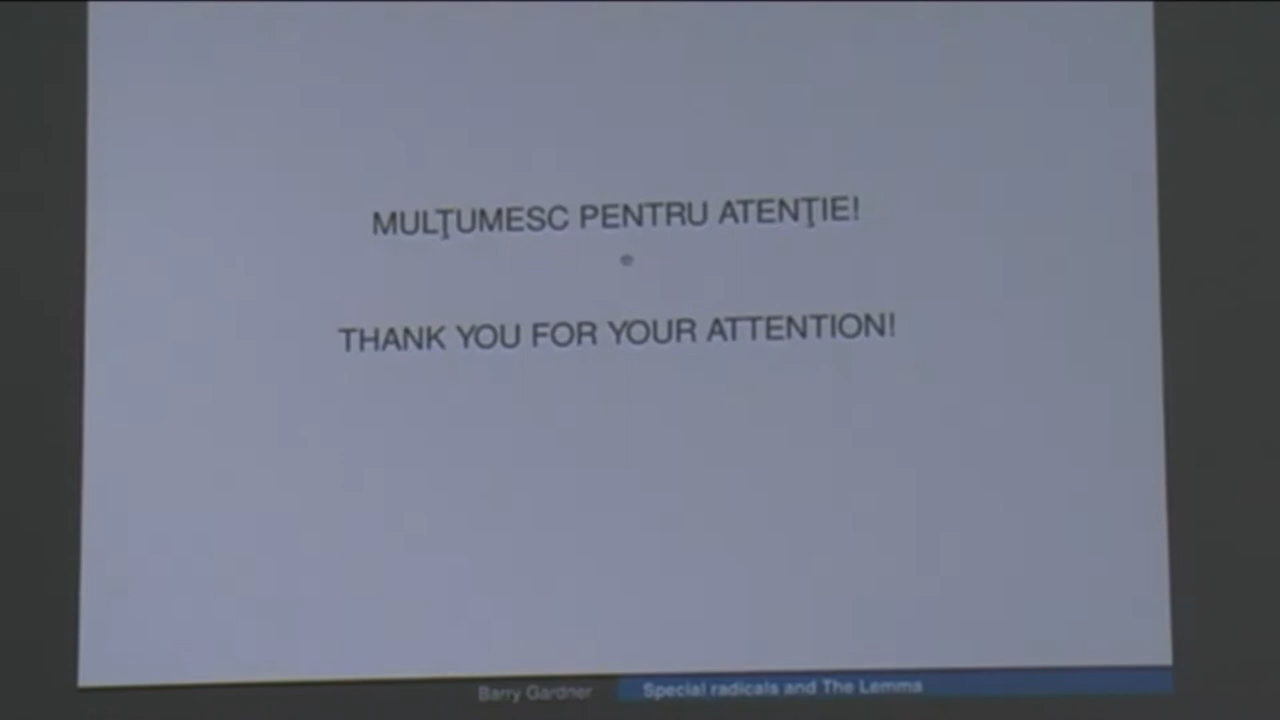 MULŢUMESC PENTRU ATENŢIE!
THANK YOU FOR YOUR ATTENTION!
Barry Gardner Special radicals and The Lemma